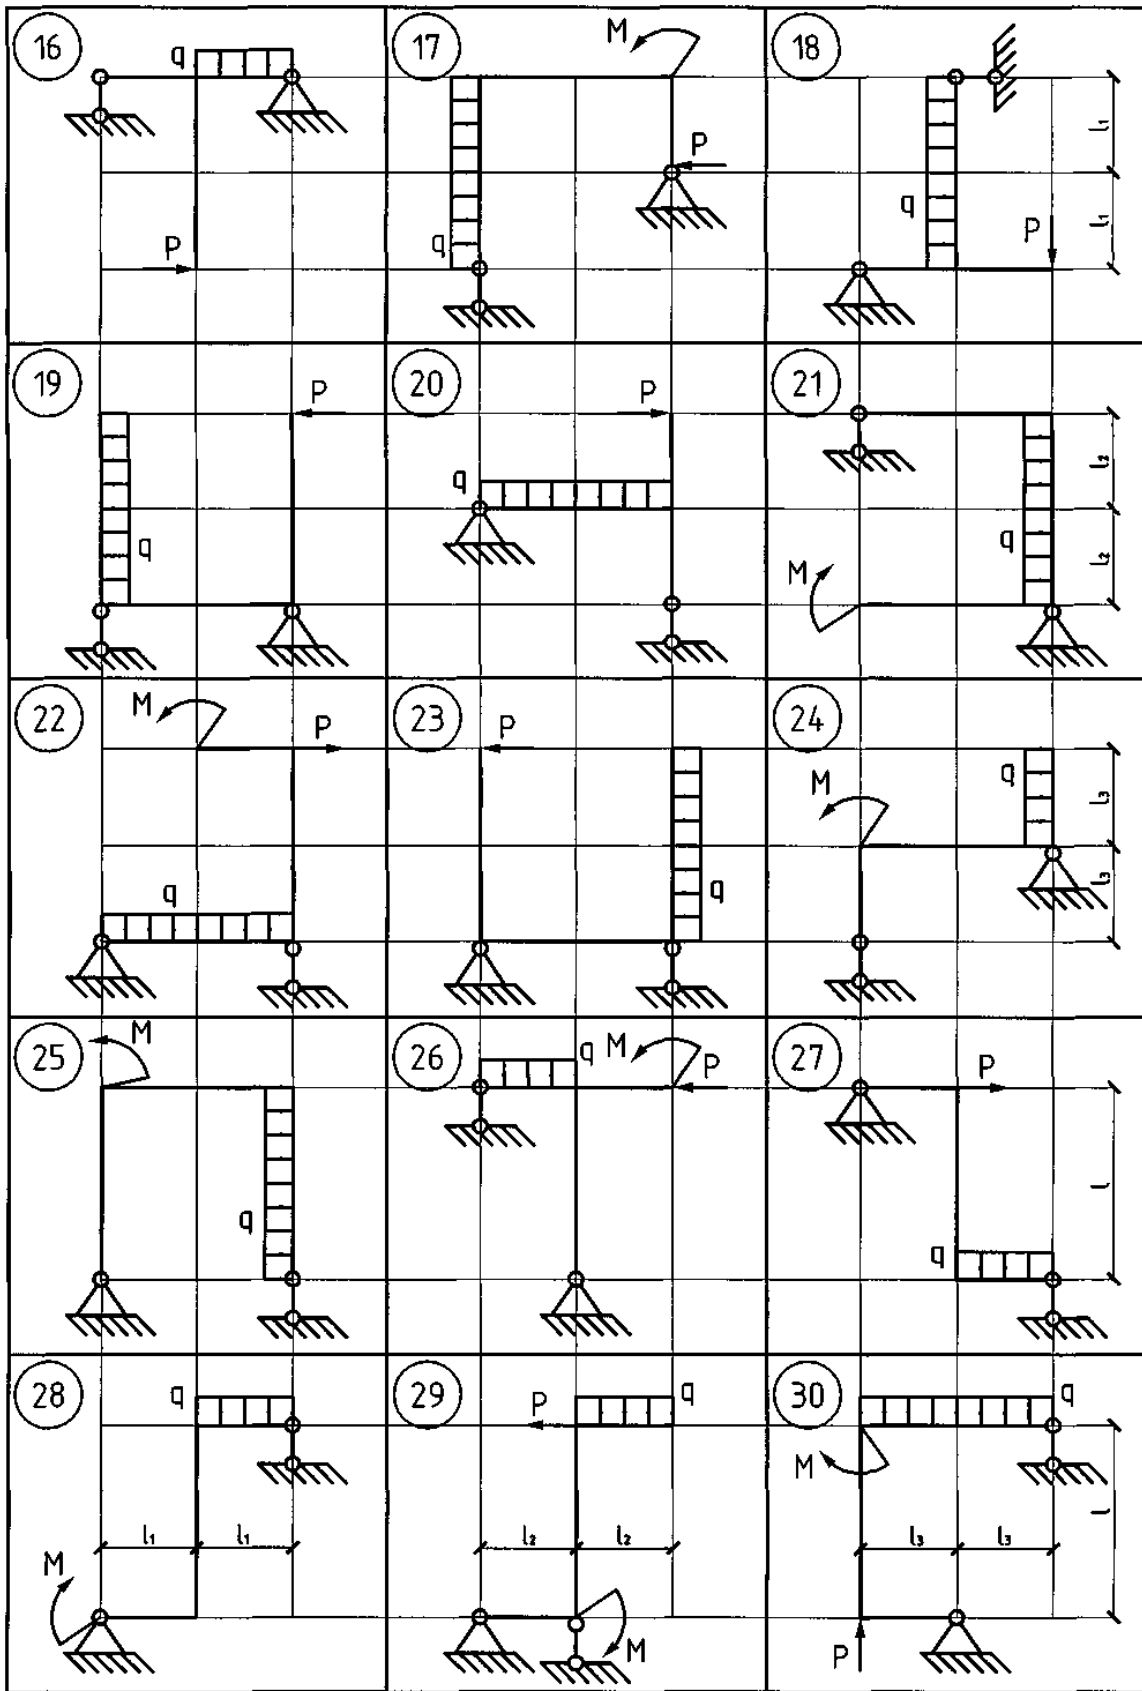 16 q P
17 M P q
18 q P l₁ l₁
19 P q
20 P q
21 q M l₂ l₂
22 M P q
23 P q
24 M q l₃ l₃
25 M q
26 q M P
27 P q l
28 q l₁ l₁ M
29 P q l₂ l₂ M
30 q M l₃ l₃ P l